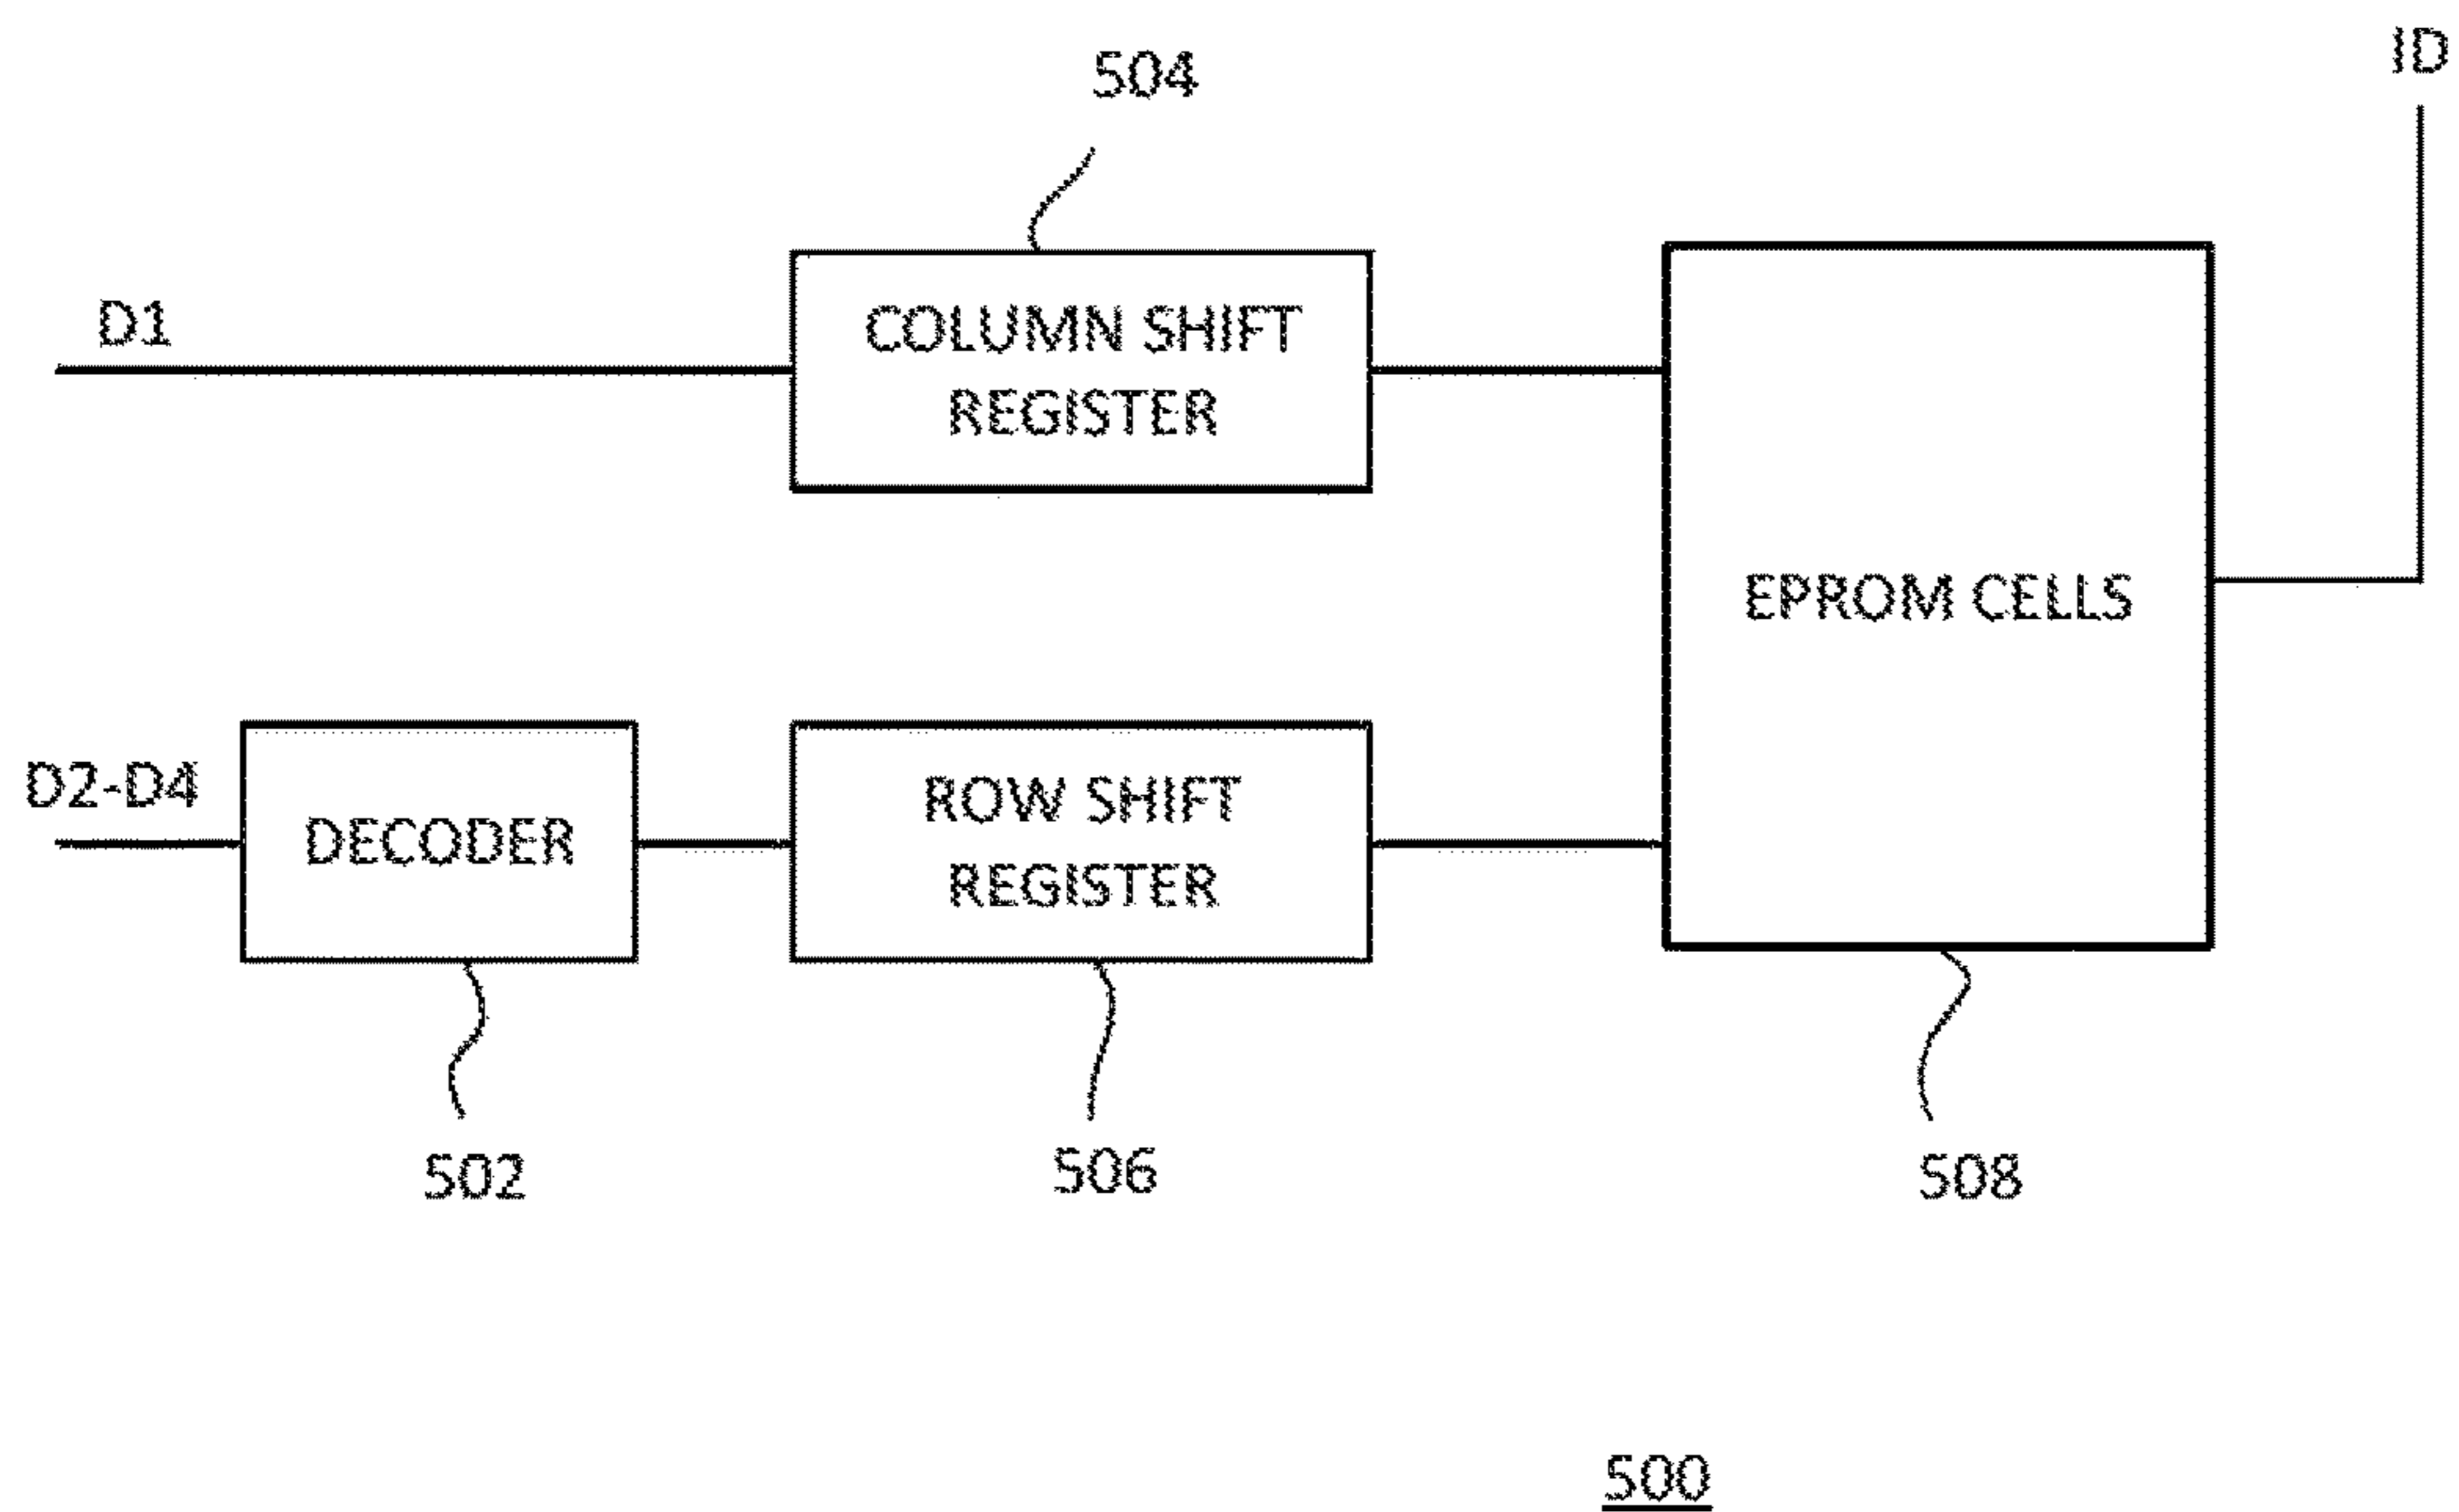 ID
504
D1
COLUMN SHIFT
REGISTER
EPROM CELLS
D2-D4
DECODER
ROW SHIFT
REGISTER
502
506
508
500